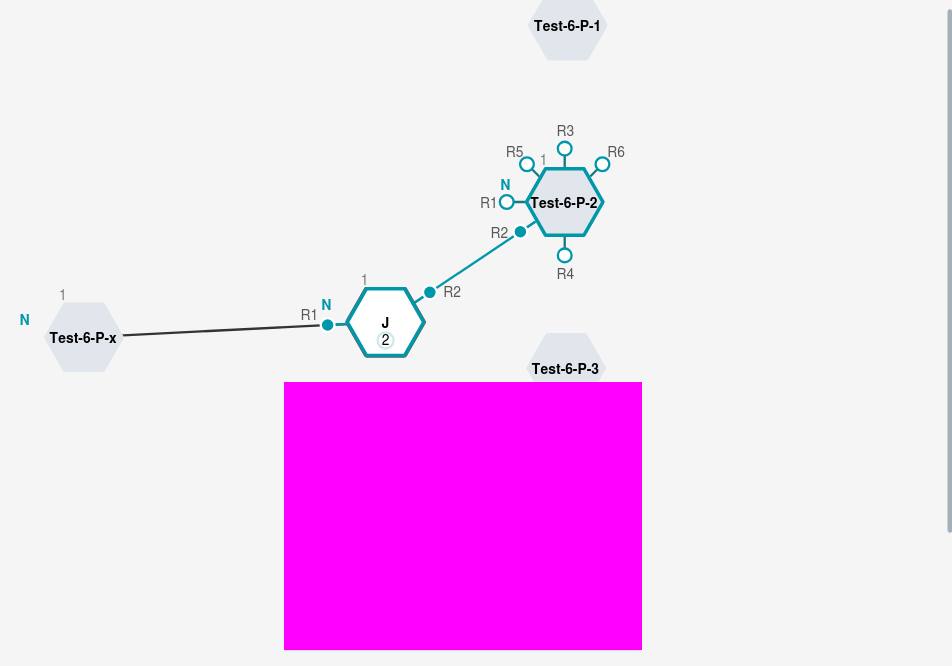 Test-6-P-1
R3
R5
1
R6
N
R1
Test-6-P-2
R2
R4
1
R2
1
N
N
R1
J
2
Test-6-P-x
Test-6-P-3